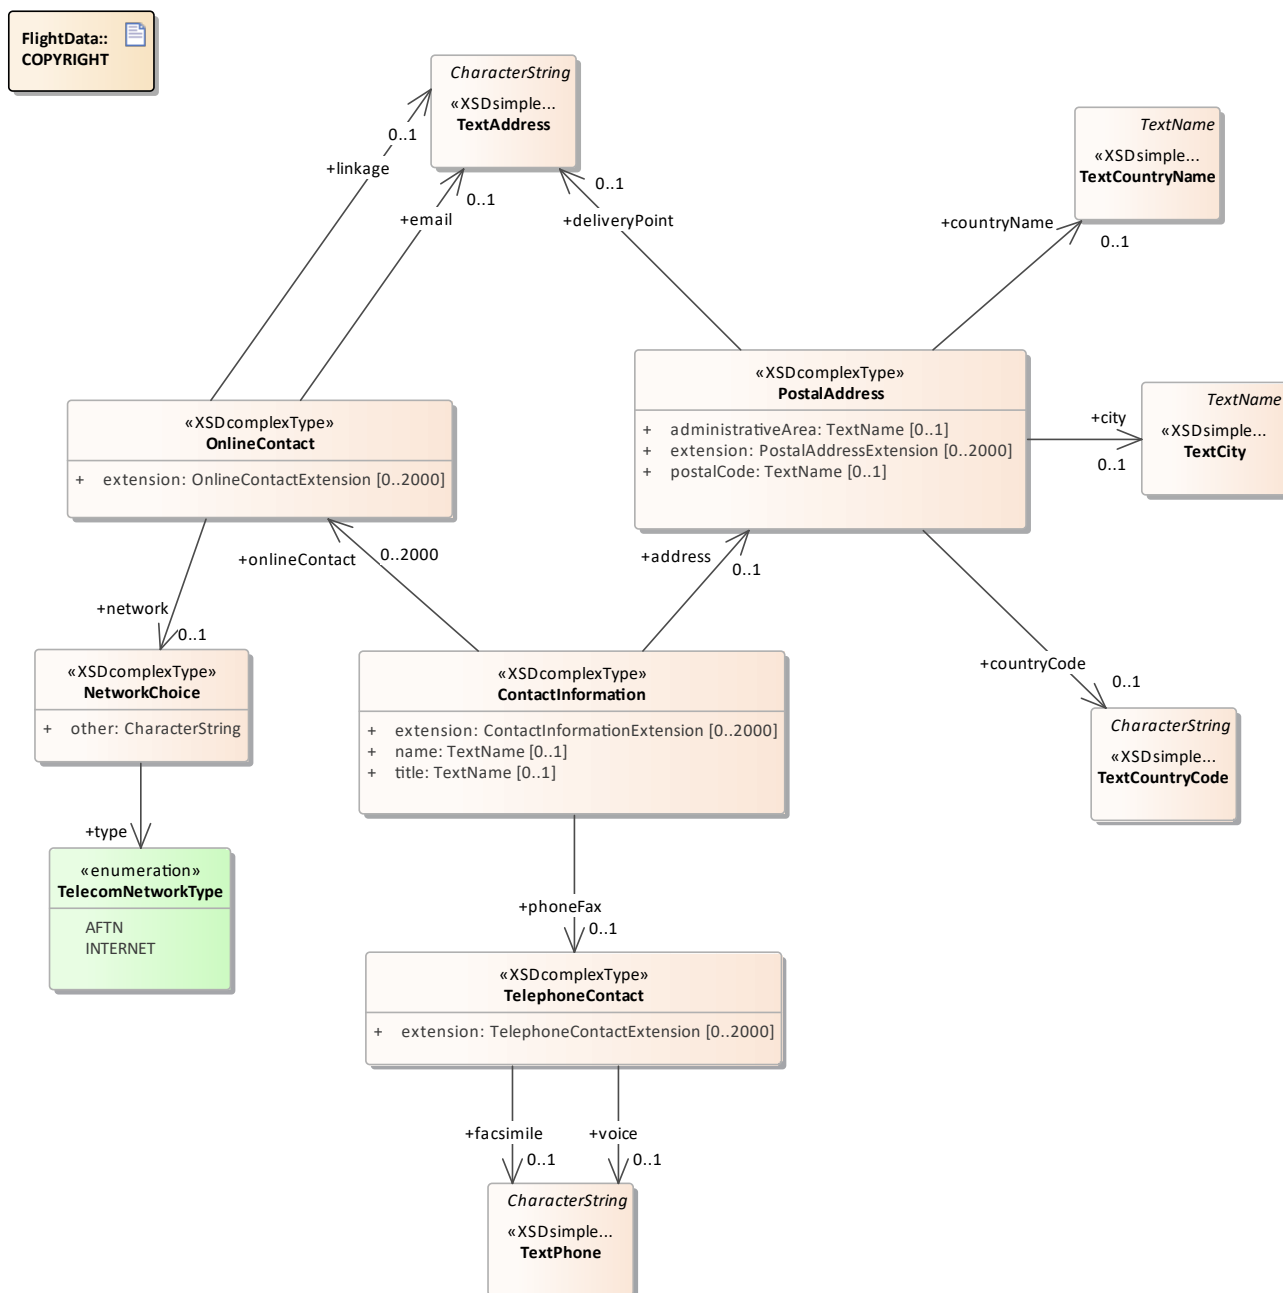 FlightData::
COPYRIGHT
CharacterString
«XSDsimple...
TextAddress
0..1
+linkage
0..1
+email
0..1
+deliveryPoint
TextName
«XSDsimple...
TextCountryName
+countryName
0..1
«XSDcomplexType»
PostalAddress
+ administrativeArea: TextName [0..1]
+ extension: PostalAddressExtension [0..2000]
+ postalCode: TextName [0..1]
+city
0..1
TextName
«XSDsimple...
TextCity
«XSDcomplexType»
OnlineContact
+ extension: OnlineContactExtension [0..2000]
+onlineContact
0..2000
+address
0..1
+network
0..1
«XSDcomplexType»
NetworkChoice
+ other: CharacterString
«XSDcomplexType»
ContactInformation
+ extension: ContactInformationExtension [0..2000]
+ name: TextName [0..1]
+ title: TextName [0..1]
+countryCode
0..1
CharacterString
«XSDsimple...
TextCountryCode
+type
«enumeration»
TelecomNetworkType
AFTN
INTERNET
+phoneFax
0..1
«XSDcomplexType»
TelephoneContact
+ extension: TelephoneContactExtension [0..2000]
+facsimile
0..1
+voice
0..1
CharacterString
«XSDsimple...
TextPhone